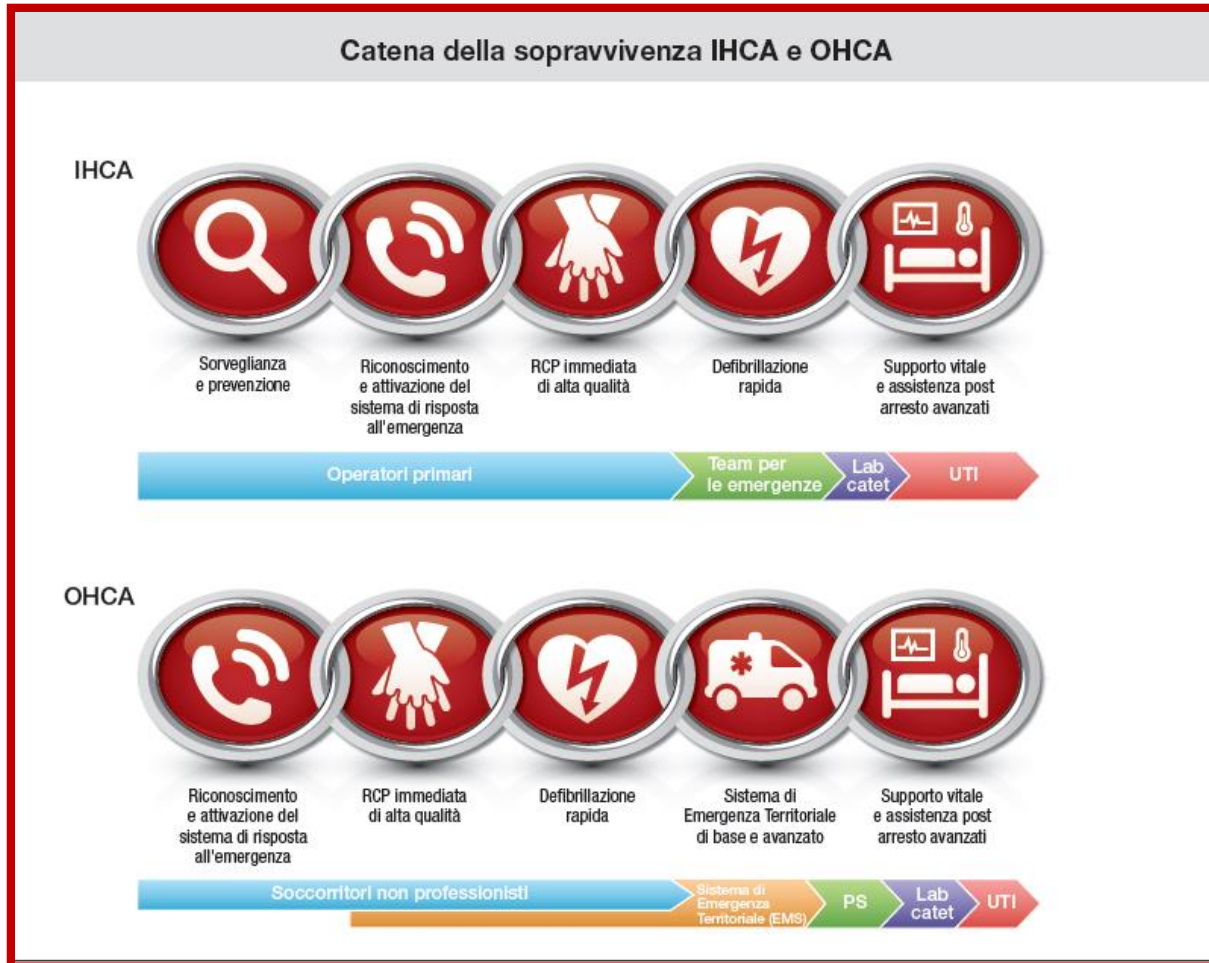 Catena della sopravvivenza IHCA e OHCA
IHCA
Sorveglianza
e prevenzione
Riconoscimento
e attivazione del
sistema di risposta
all'emergenza
RCP immediata
di alta qualità
Defibrillazione
rapida
Supporto vitale
e assistenza post
arresto avanzati
Operatori primari
Team per
le emergenze
Lab
catet
UTI
OHCA
Riconoscimento
e attivazione del
sistema di risposta
all'emergenza
RCP immediata
di alta qualità
Defibrillazione
rapida
Sistema di
Emergenza Territoriale
di base e avanzato
Supporto vitale
e assistenza post
arresto avanzati
Soccorritori non professionisti
Sistema di
Emergenza
Territoriale (EMS)
PS
Lab
catet
UTI